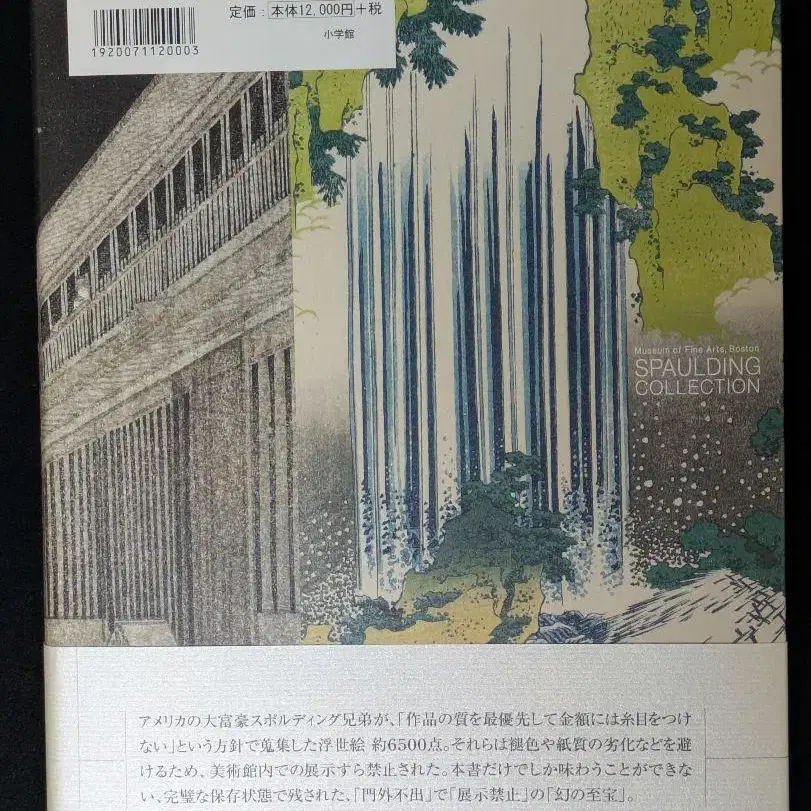 定価：本体12,000円+税
1920071120003
小学館
Museum of Fine Arts, Boston
SPAULDING
COLLECTION
アメリカの大富豪スポルディング兄弟が、「作品の質を最優先して金額には糸目をつけ
ない」という方針で蒐集した浮世絵 約6500点。それらは褪色や紙質の劣化などを避
けるため、美術館内での展示すら禁止された。本書だけでしか味わうことができな
い、完璧な保存状態で残された、「門外不出」で「展示禁止」の「幻の至宝」。